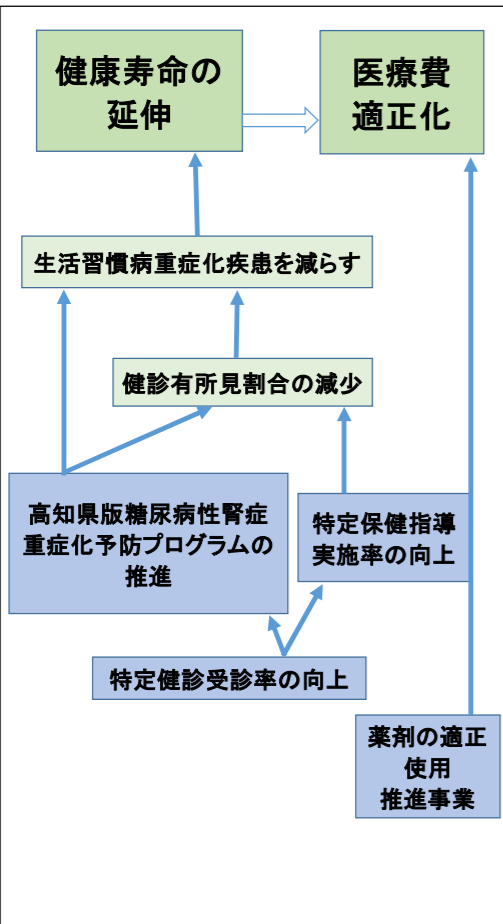 健康寿命の
延伸
医療費
適正化
生活習慣病重症化疾患を減らす
健診有所見割合の減少
高知県版糖尿病性腎症
重症化予防プログラムの
推進
特定保健指導
実施率の向上
特定健診受診率の向上
薬剤の適正
使用
推進事業